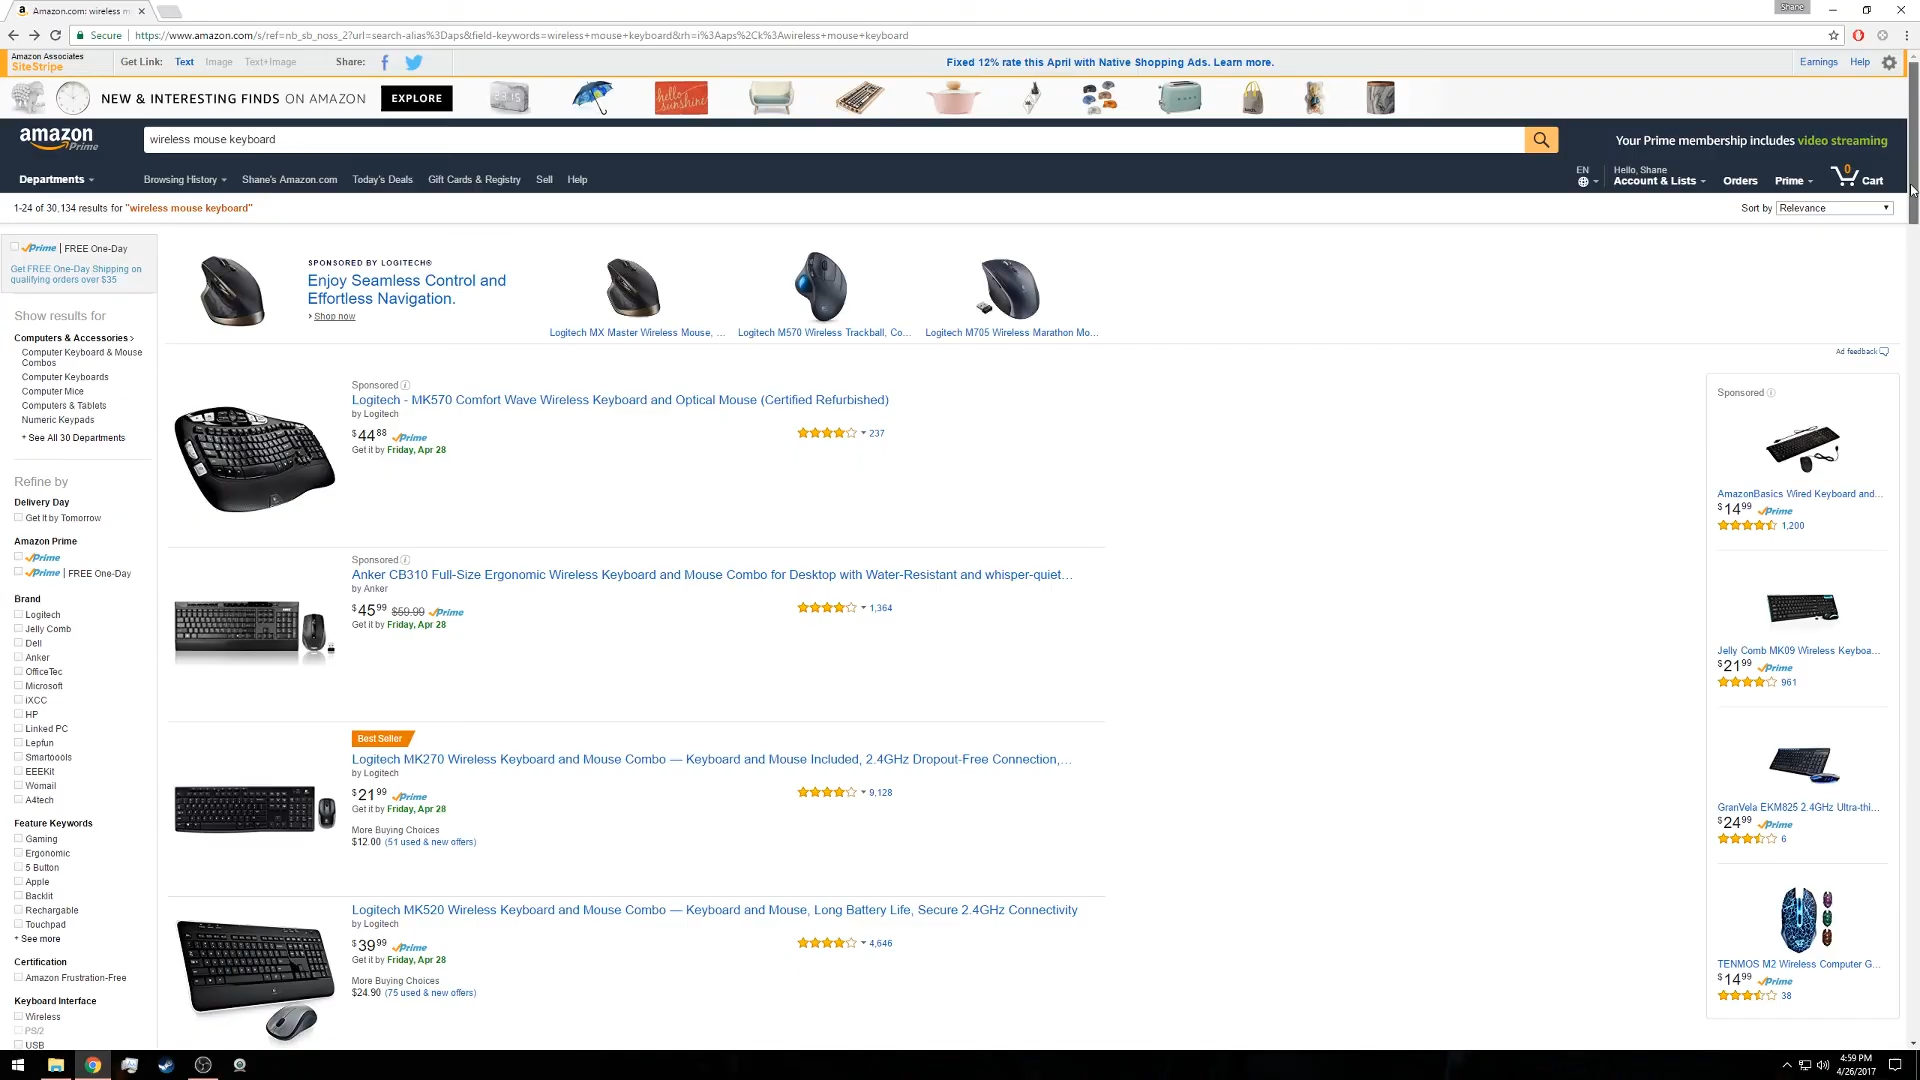 Amazon.com: wireless m
Shane
Secure
https://www.amazon.com/s/ref=nb_sb_noss_2?url=search-alias%3Daps&field-keywords=wireless+mouse+keyboard&rh=i%3Aaps%2Ck%3Awireless+mouse+keyboard
Amazon Associates
SiteStripe
Get Link: Text Image Text+Image Share:
Fixed 12% rate this April with Native Shopping Ads. Learn more.
Earnings Help
NEW & INTERESTING FINDS ON AMAZON EXPLORE
hello sunshine
amazon
Prime
wireless mouse keyboard
Your Prime membership includes video streaming
Departments
Browsing History Shane's Amazon.com Today's Deals Gift Cards & Registry Sell Help
EN
Hello, Shane
Account & Lists Orders Prime 0 Cart
1-24 of 30,134 results for "wireless mouse keyboard"
Sort by Relevance
Prime | FREE One-Day
Get FREE One-Day Shipping on
qualifying orders over $35
Show results for
Computers & Accessories ›
Computer Keyboard & Mouse
Combos
Computer Keyboards
Computer Mice
Computers & Tablets
Numeric Keypads
+ See All 30 Departments
Refine by
Delivery Day
Get It by Tomorrow
Amazon Prime
Prime
Prime | FREE One-Day
Brand
Logitech
Jelly Comb
Dell
Anker
OfficeTec
Microsoft
iXCC
HP
Linked PC
Lepfun
Smartoools
EEEKit
Womail
A4tech
Feature Keywords
Gaming
Ergonomic
5 Button
Apple
Backlit
Rechargable
Touchpad
+ See more
Certification
Amazon Frustration-Free
Keyboard Interface
Wireless
PS/2
USB
SPONSORED BY LOGITECH®
Enjoy Seamless Control and
Effortless Navigation.
› Shop now
Logitech MX Master Wireless Mouse, ...
Logitech M570 Wireless Trackball, Co...
Logitech M705 Wireless Marathon Mo...
Ad feedback
Sponsored
Logitech - MK570 Comfort Wave Wireless Keyboard and Optical Mouse (Certified Refurbished)
by Logitech
$44 88 Prime
237
Get it by Friday, Apr 28
Sponsored
Anker CB310 Full-Size Ergonomic Wireless Keyboard and Mouse Combo for Desktop with Water-Resistant and whisper-quiet...
by Anker
$45 99 $59.99 Prime
1,364
Get it by Friday, Apr 28
Best Seller
Logitech MK270 Wireless Keyboard and Mouse Combo — Keyboard and Mouse Included, 2.4GHz Dropout-Free Connection,...
by Logitech
$21 99 Prime
9,128
Get it by Friday, Apr 28
More Buying Choices
$12.00 (51 used & new offers)
Logitech MK520 Wireless Keyboard and Mouse Combo — Keyboard and Mouse, Long Battery Life, Secure 2.4GHz Connectivity
by Logitech
$39 99 Prime
4,646
Get it by Friday, Apr 28
More Buying Choices
$24.90 (75 used & new offers)
Sponsored
AmazonBasics Wired Keyboard and...
$14 99 Prime
1,200
Jelly Comb MK09 Wireless Keyboa...
$21 99 Prime
961
GranVela EKM825 2.4GHz Ultra-thi...
$24 99 Prime
6
TENMOS M2 Wireless Computer G...
$14 99 Prime
38
4:59 PM
4/26/2017